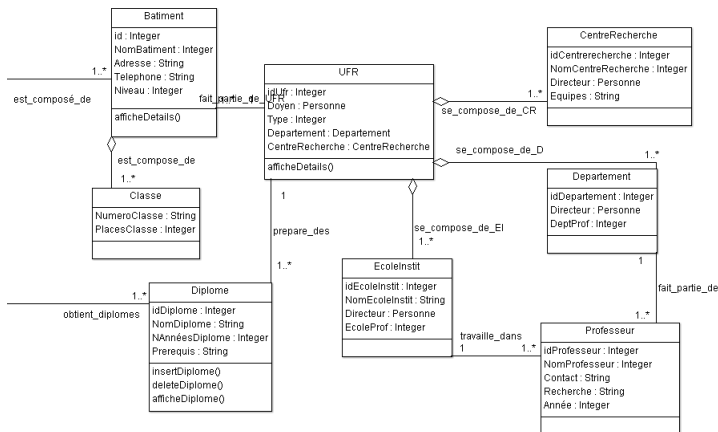 Batiment
id : Integer
NomBatiment : Integer
Adresse : String
Telephone : String
Niveau : Integer
afficheDetails()
1..*
est_composé_de
fait_partie_de_UFR
1..*
1
UFR
idUfr : Integer
Doyen : Personne
Type : Integer
Departement : Departement
CentreRecherche : CentreRecherche
afficheDetails()
CentreRecherche
idCentrerecherche : Integer
NomCentreRecherche : Integer
Directeur : Personne
Equipes : String
1..*
se_compose_de_CR
se_compose_de_D
1..*
est_compose_de
1..*
Classe
NumeroClasse : String
PlacesClasse : Integer
Departement
idDepartement : Integer
Directeur : Personne
DeptProf : Integer
1
prepare_des
1..*
se_compose_de_EI
1..*
EcoleInstit
idEcoleInstit : Integer
NomEcoleInstit : String
Directeur : Personne
EcoleProf : Integer
1
fait_partie_de
1..*
1..*
obtient_diplomes
Diplome
idDiplome : Integer
NomDiplome : String
NAnnéesDiplome : Integer
Prerequis : String
insertDiplome()
deleteDiplome()
afficheDiplome()
travaille_dans
1
1..*
Professeur
idProfesseur : Integer
NomProfesseur : Integer
Contact : String
Recherche : String
Année : Integer